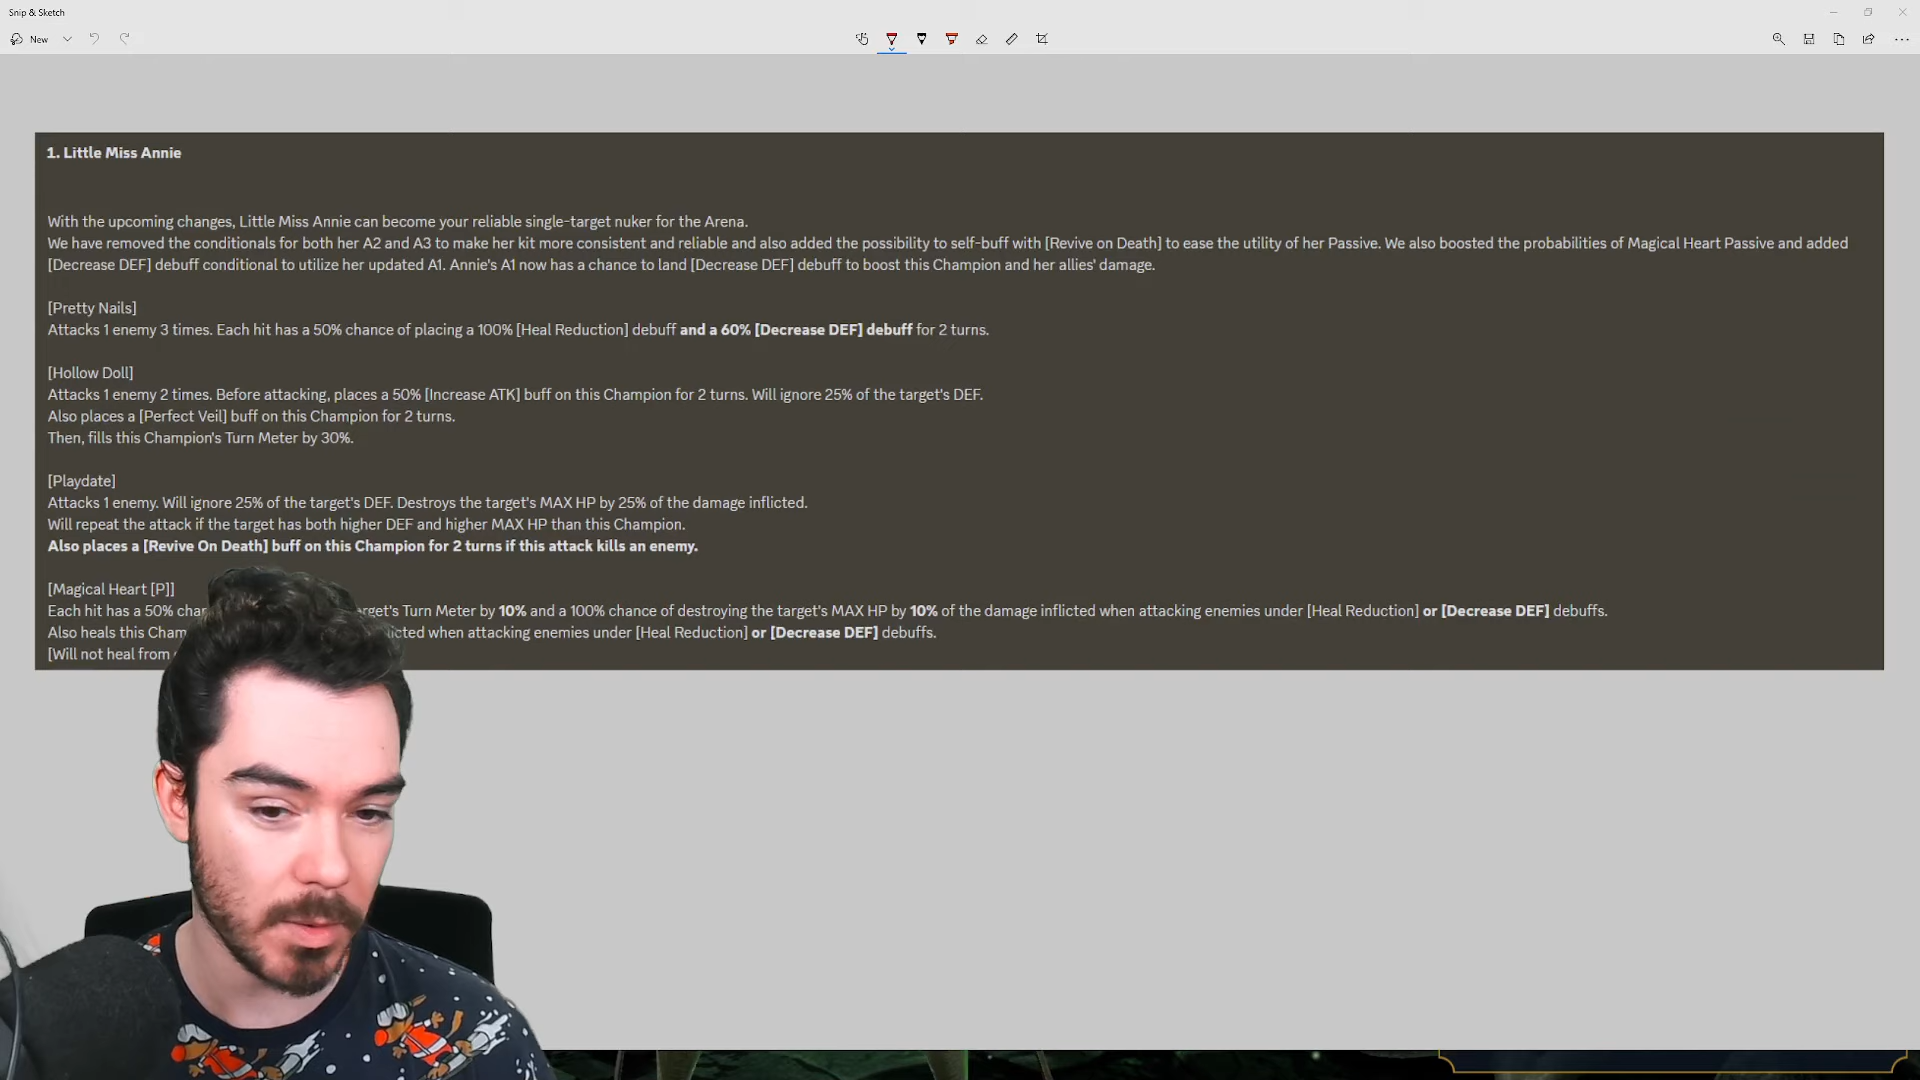 Snip & Sketch
New
1. Little Miss Annie
With the upcoming changes, Little Miss Annie can become your reliable single-target nuker for the Arena.
We have removed the conditionals for both her A2 and A3 to make her kit more consistent and reliable and also added the possibility to self-buff with [Revive on Death] to ease the utility of her Passive. We also boosted the probabilities of Magical Heart Passive and added
[Decrease DEF] debuff conditional to utilize her updated A1. Annie's A1 now has a chance to land [Decrease DEF] debuff to boost this Champion and her allies' damage.
[Pretty Nails]
Attacks 1 enemy 3 times. Each hit has a 50% chance of placing a 100% [Heal Reduction] debuff and a 60% [Decrease DEF] debuff for 2 turns.
[Hollow Doll]
Attacks 1 enemy 2 times. Before attacking, places a 50% [Increase ATK] buff on this Champion for 2 turns. Will ignore 25% of the target's DEF.
Also places a [Perfect Veil] buff on this Champion for 2 turns.
Then, fills this Champion's Turn Meter by 30%.
[Playdate]
Attacks 1 enemy. Will ignore 25% of the target's DEF. Destroys the target's MAX HP by 25% of the damage inflicted.
Will repeat the attack if the target has both higher DEF and higher MAX HP than this Champion.
Also places a [Revive On Death] buff on this Champion for 2 turns if this attack kills an enemy.
[Magical Heart [P]]
Each hit has a 50% Turn Meter by 10% and a 100% chance of destroying the target's MAX HP by 10% of the damage inflicted when attacking enemies under [Heal Reduction] or [Decrease DEF] debuffs.
Also heals this when attacking enemies under [Heal Reduction] or [Decrease DEF] debuffs.
[Will not heal from